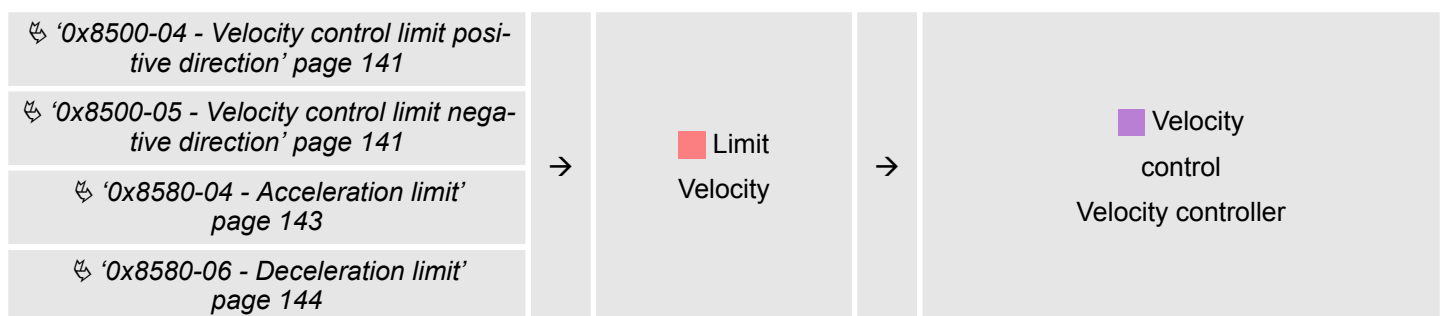 ↳ ‘0x8500-04 - Velocity control limit posi-
tive direction’ page 141
↳ ‘0x8500-05 - Velocity control limit nega-
tive direction’ page 141
↳ ‘0x8580-04 - Acceleration limit’
page 143
↳ ‘0x8580-06 - Deceleration limit’
page 144
→
Limit
Velocity
→
Velocity
control
Velocity controller